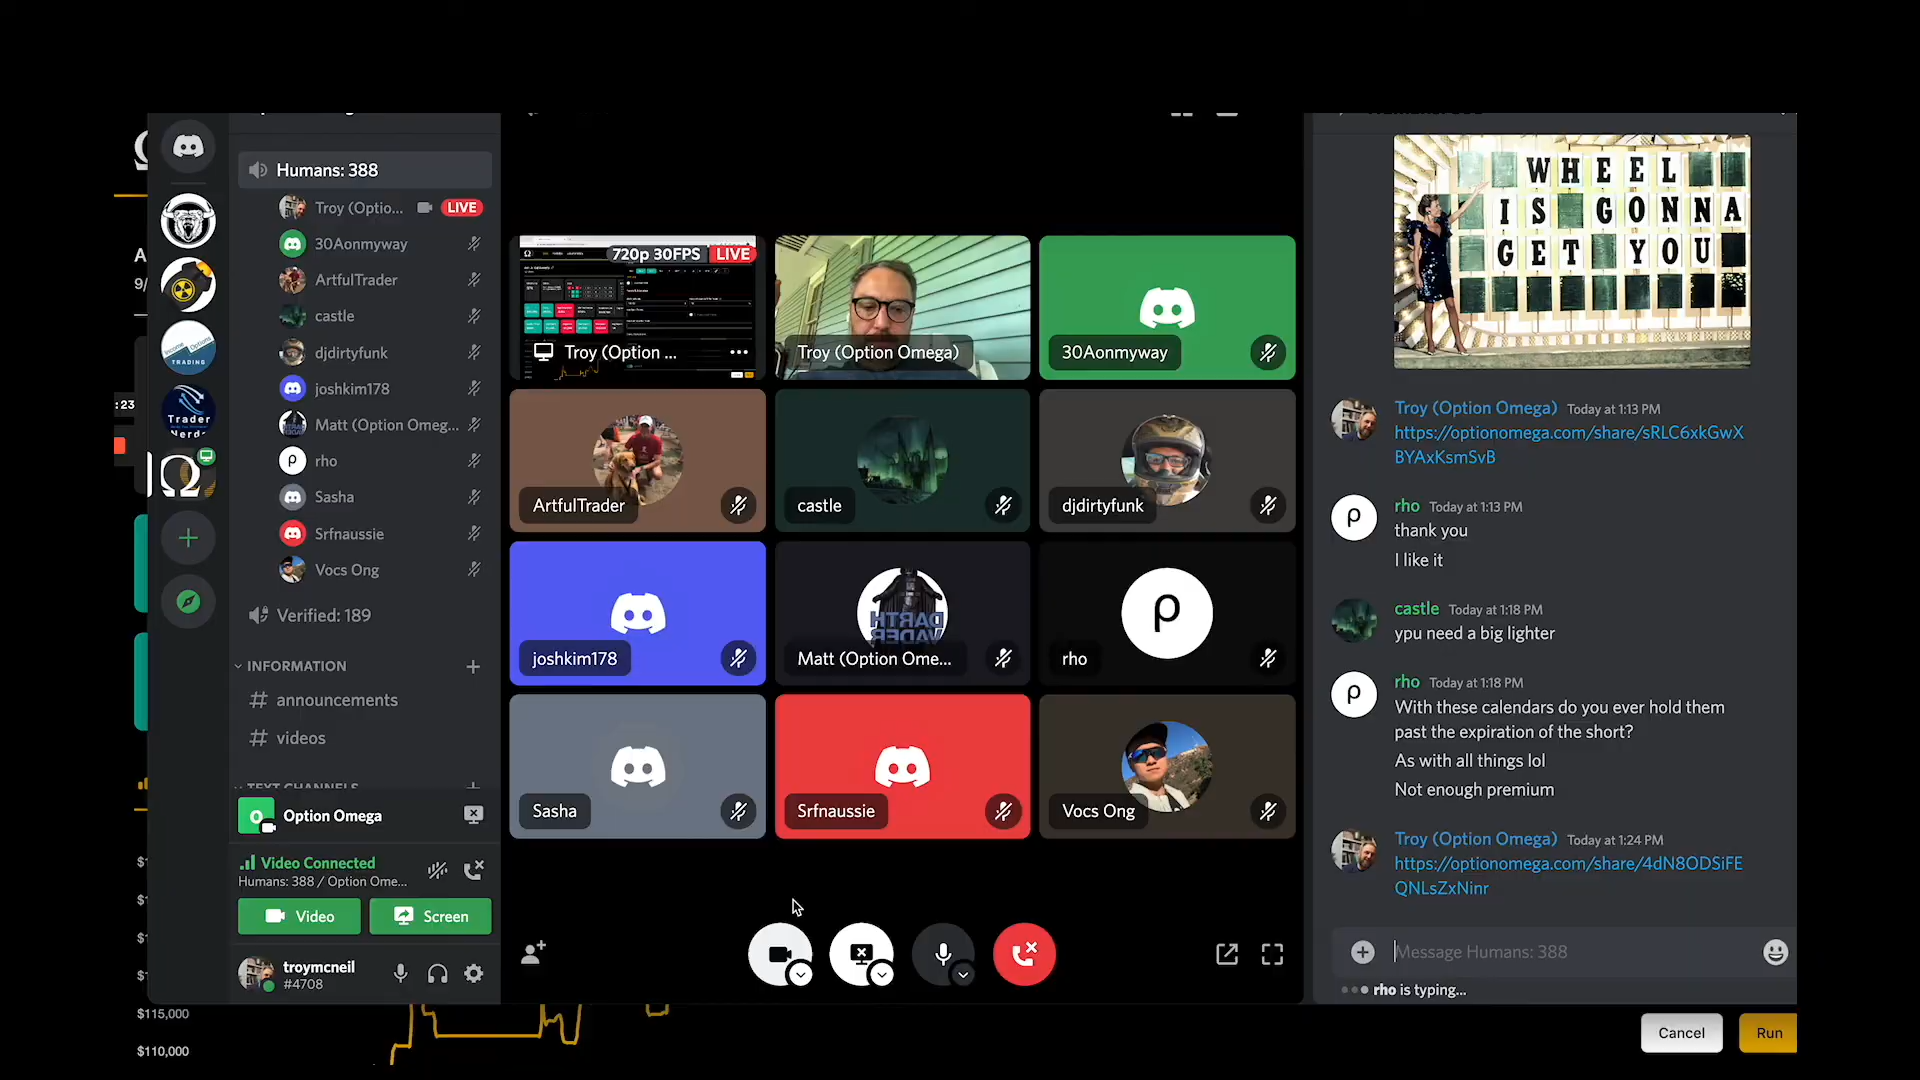 Humans: 388
Troy (Optio...
LIVE
30Aonmyway
ArtfulTrader
castle
djdirtyfunk
joshkim178
Matt (Option Omeg...
rho
Sasha
Srfnaussie
Vocs Ong
Verified: 189
INFORMATION
announcements
videos
TEXT CHANNELS
Option Omega
Video Connected
Humans: 388 / Option Ome...
Video
Screen
troymcneil
#4708
TRADING
Trader
Nerds
A
9/
:23
720p 30FPS
LIVE
Troy (Option ...
Troy (Option Omega)
30Aonmyway
ArtfulTrader
castle
djdirtyfunk
joshkim178
Matt (Option Ome...
rho
Sasha
Srfnaussie
Vocs Ong
WHEEL
IS GONNA
GET YOU
Troy (Option Omega) Today at 1:13 PM
https://optionomega.com/share/sRLC6xkGwX
BYAxKsmSvB
rho Today at 1:13 PM
thank you
I like it
castle Today at 1:18 PM
ypu need a big lighter
rho Today at 1:18 PM
With these calendars do you ever hold them
past the expiration of the short?
As with all things lol
Not enough premium
Troy (Option Omega) Today at 1:24 PM
https://optionomega.com/share/4dN8ODSiFE
QNLsZxNinr
Message Humans: 388
rho is typing...
$115,000
$110,000
Cancel
Run